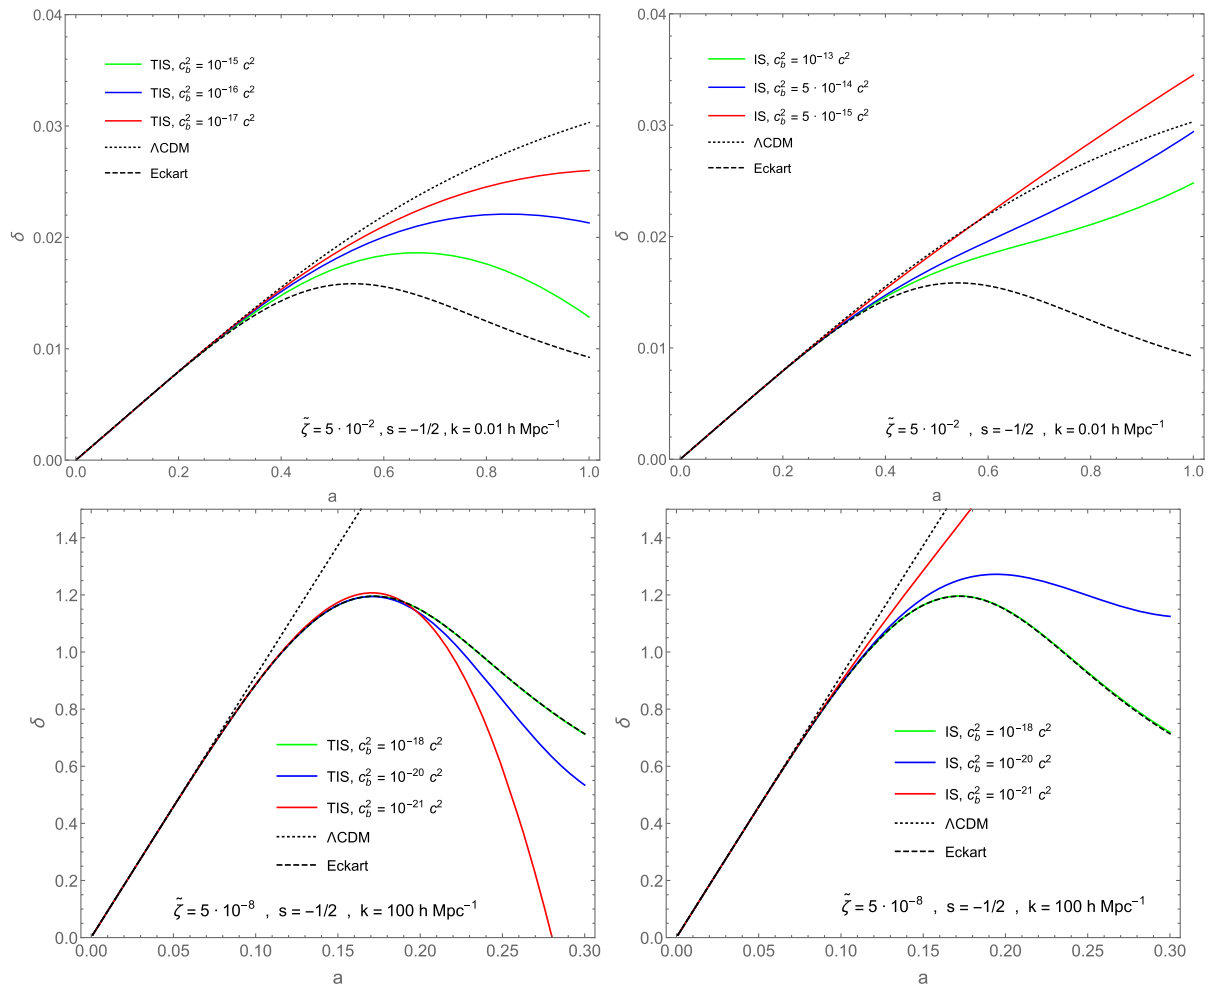 0.04
0.03
0.02
0.01
0.00
δ
TIS, c_b^2 = 10^−15 c^2
TIS, c_b^2 = 10^−16 c^2
TIS, c_b^2 = 10^−17 c^2
ΛCDM
Eckart
ζ̃ = 5 · 10^−2 , s = −1/2 , k = 0.01 h Mpc^−1
0.0 0.2 0.4 0.6 0.8 1.0
a
0.04
0.03
0.02
0.01
0.00
δ
IS, c_b^2 = 10^−13 c^2
IS, c_b^2 = 5 · 10^−14 c^2
IS, c_b^2 = 5 · 10^−15 c^2
ΛCDM
Eckart
ζ̃ = 5 · 10^−2 , s = −1/2 , k = 0.01 h Mpc^−1
0.0 0.2 0.4 0.6 0.8 1.0
a
1.4
1.2
1.0
0.8
0.6
0.4
0.2
0.0
δ
TIS, c_b^2 = 10^−18 c^2
TIS, c_b^2 = 10^−20 c^2
TIS, c_b^2 = 10^−21 c^2
ΛCDM
Eckart
ζ̃ = 5 · 10^−8 , s = −1/2 , k = 100 h Mpc^−1
0.00 0.05 0.10 0.15 0.20 0.25 0.30
a
1.4
1.2
1.0
0.8
0.6
0.4
0.2
0.0
δ
IS, c_b^2 = 10^−18 c^2
IS, c_b^2 = 10^−20 c^2
IS, c_b^2 = 10^−21 c^2
ΛCDM
Eckart
ζ̃ = 5 · 10^−8 , s = −1/2 , k = 100 h Mpc^−1
0.00 0.05 0.10 0.15 0.20 0.25 0.30
a